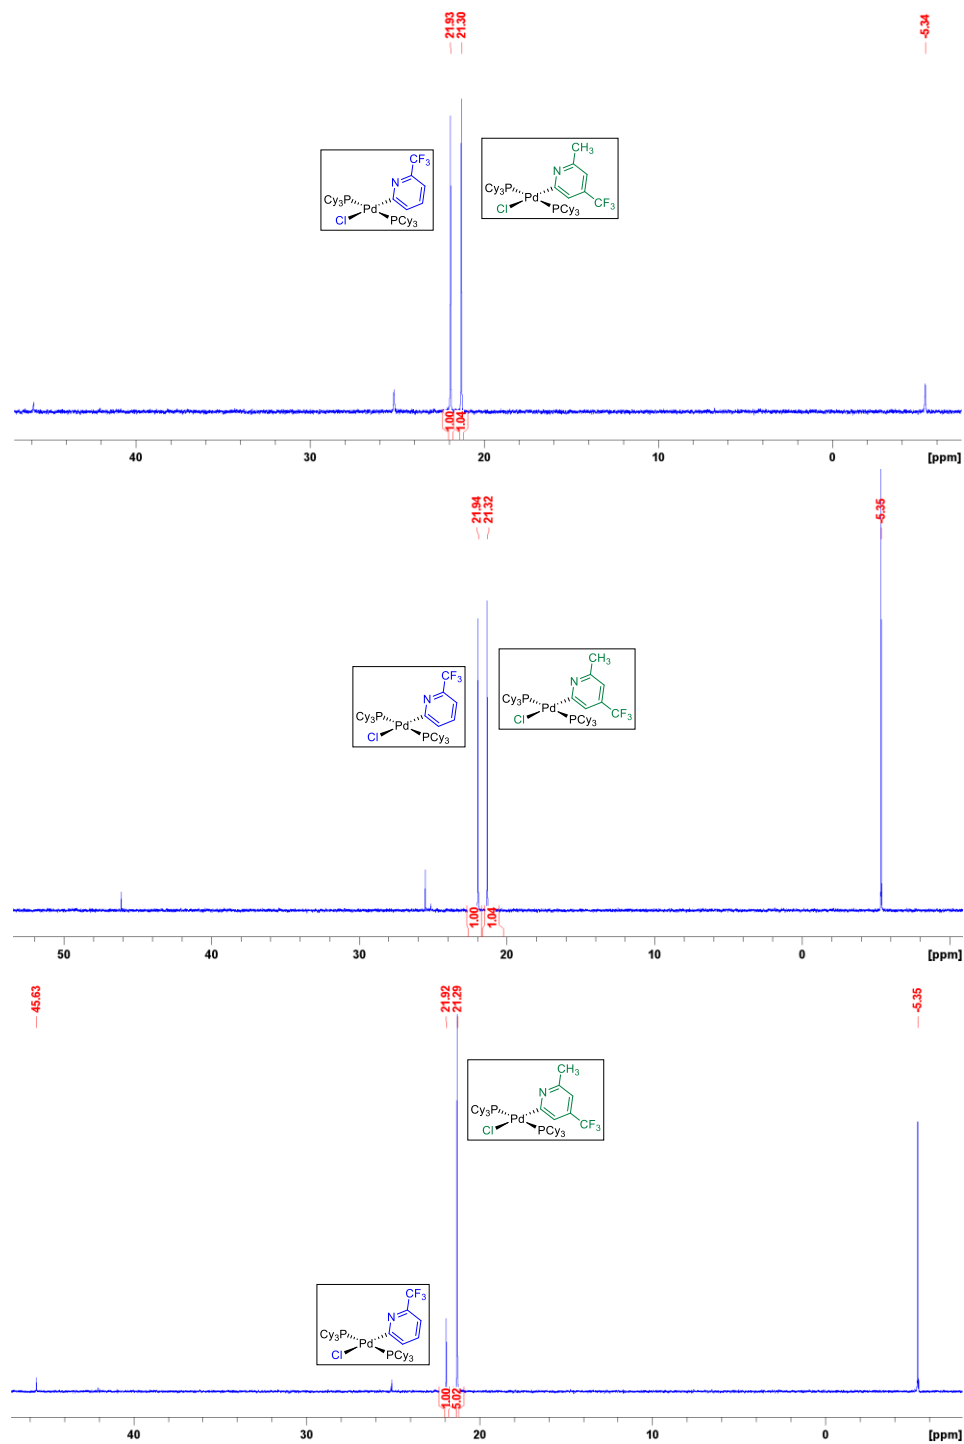 21.93
21.30
-5.34
CF3
N
Cy3P
Pd
Cl
PCy3
CH3
N
Cy3P
Pd
Cl
PCy3
CF3
1.00
1.04
40
30
20
10
0
[ppm]
21.94
21.32
-5.35
CF3
N
Cy3P
Pd
Cl
PCy3
CH3
N
Cy3P
Pd
Cl
PCy3
CF3
1.00
1.04
50
40
30
20
10
0
[ppm]
45.63
21.92
21.29
-5.35
CH3
N
Cy3P
Pd
Cl
PCy3
CF3
CF3
N
Cy3P
Pd
Cl
PCy3
1.00
5.02
40
30
20
10
0
[ppm]